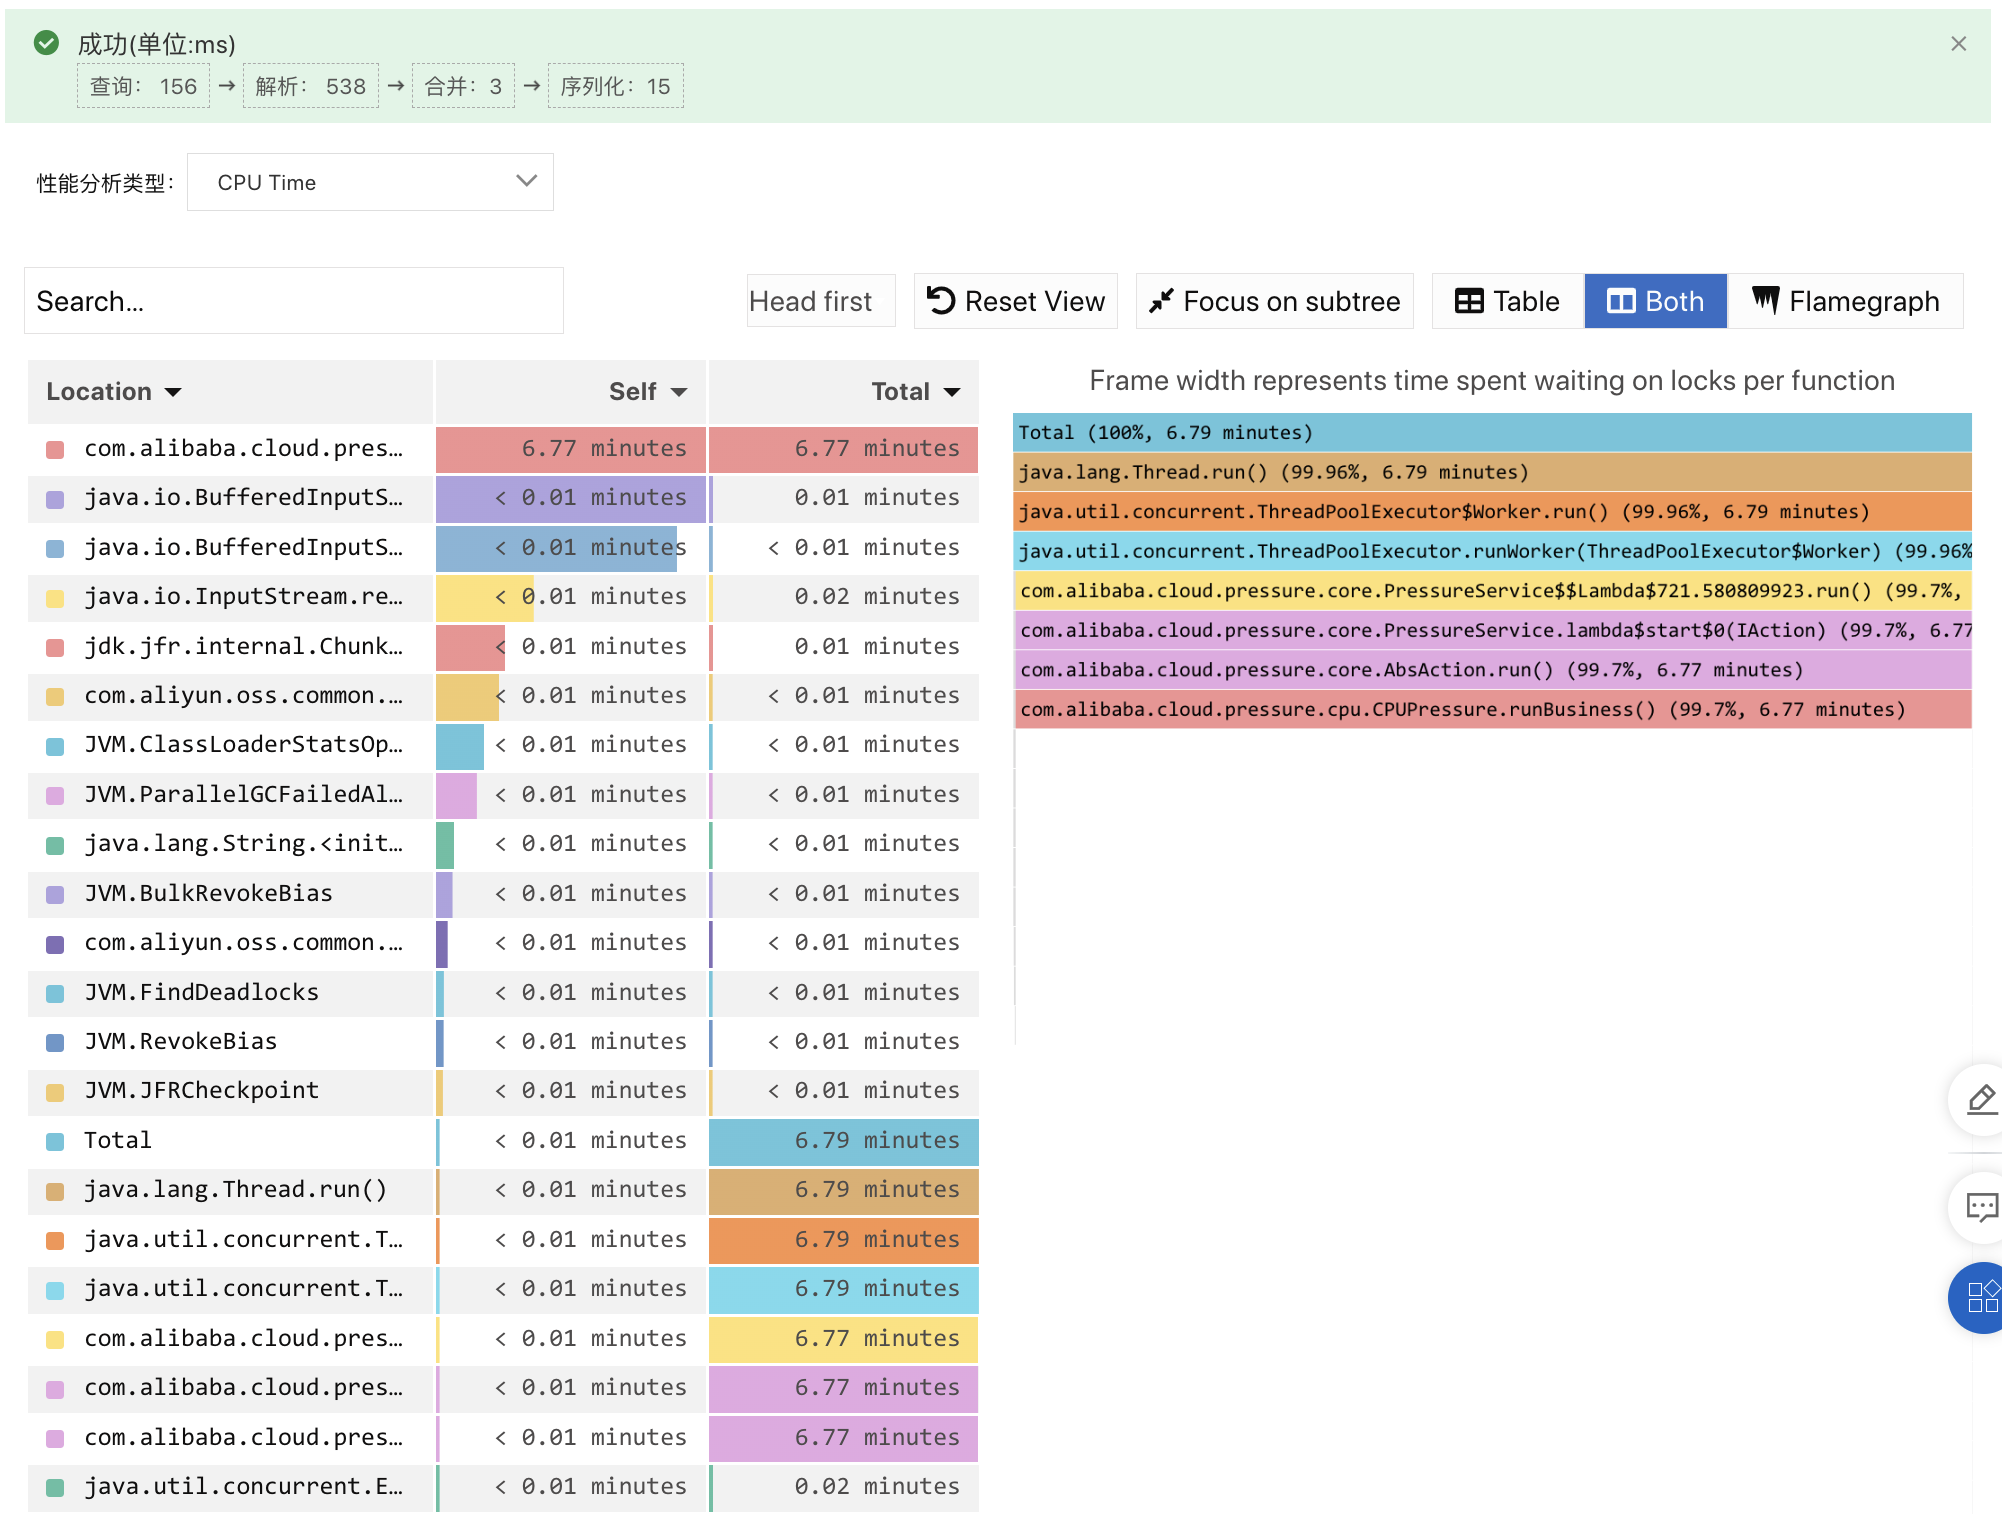 成功(单位:ms)
查询： 156 → 解析： 538 → 合并：3 → 序列化：15
性能分析类型：
CPU Time
Search…
Head first
Reset View
Focus on subtree
Table
Both
Flamegraph
Location Self Total
com.alibaba.cloud.pres… 6.77 minutes 6.77 minutes
java.io.BufferedInputS… < 0.01 minutes 0.01 minutes
java.io.BufferedInputS… < 0.01 minutes < 0.01 minutes
java.io.InputStream.re… < 0.01 minutes 0.02 minutes
jdk.jfr.internal.Chunk… < 0.01 minutes 0.01 minutes
com.aliyun.oss.common.… < 0.01 minutes < 0.01 minutes
JVM.ClassLoaderStatsOp… < 0.01 minutes < 0.01 minutes
JVM.ParallelGCFailedAl… < 0.01 minutes < 0.01 minutes
java.lang.String.<init… < 0.01 minutes < 0.01 minutes
JVM.BulkRevokeBias < 0.01 minutes < 0.01 minutes
com.aliyun.oss.common.… < 0.01 minutes < 0.01 minutes
JVM.FindDeadlocks < 0.01 minutes < 0.01 minutes
JVM.RevokeBias < 0.01 minutes < 0.01 minutes
JVM.JFRCheckpoint < 0.01 minutes < 0.01 minutes
Total < 0.01 minutes 6.79 minutes
java.lang.Thread.run() < 0.01 minutes 6.79 minutes
java.util.concurrent.T… < 0.01 minutes 6.79 minutes
java.util.concurrent.T… < 0.01 minutes 6.79 minutes
com.alibaba.cloud.pres… < 0.01 minutes 6.77 minutes
com.alibaba.cloud.pres… < 0.01 minutes 6.77 minutes
com.alibaba.cloud.pres… < 0.01 minutes 6.77 minutes
java.util.concurrent.E… < 0.01 minutes 0.02 minutes
Frame width represents time spent waiting on locks per function
Total (100%, 6.79 minutes)
java.lang.Thread.run() (99.96%, 6.79 minutes)
java.util.concurrent.ThreadPoolExecutor$Worker.run() (99.96%, 6.79 minutes)
java.util.concurrent.ThreadPoolExecutor.runWorker(ThreadPoolExecutor$Worker) (99.96%
com.alibaba.cloud.pressure.core.PressureService$$Lambda$721.580809923.run() (99.7%,
com.alibaba.cloud.pressure.core.PressureService.lambda$start$0(IAction) (99.7%, 6.77
com.alibaba.cloud.pressure.core.AbsAction.run() (99.7%, 6.77 minutes)
com.alibaba.cloud.pressure.cpu.CPUPressure.runBusiness() (99.7%, 6.77 minutes)